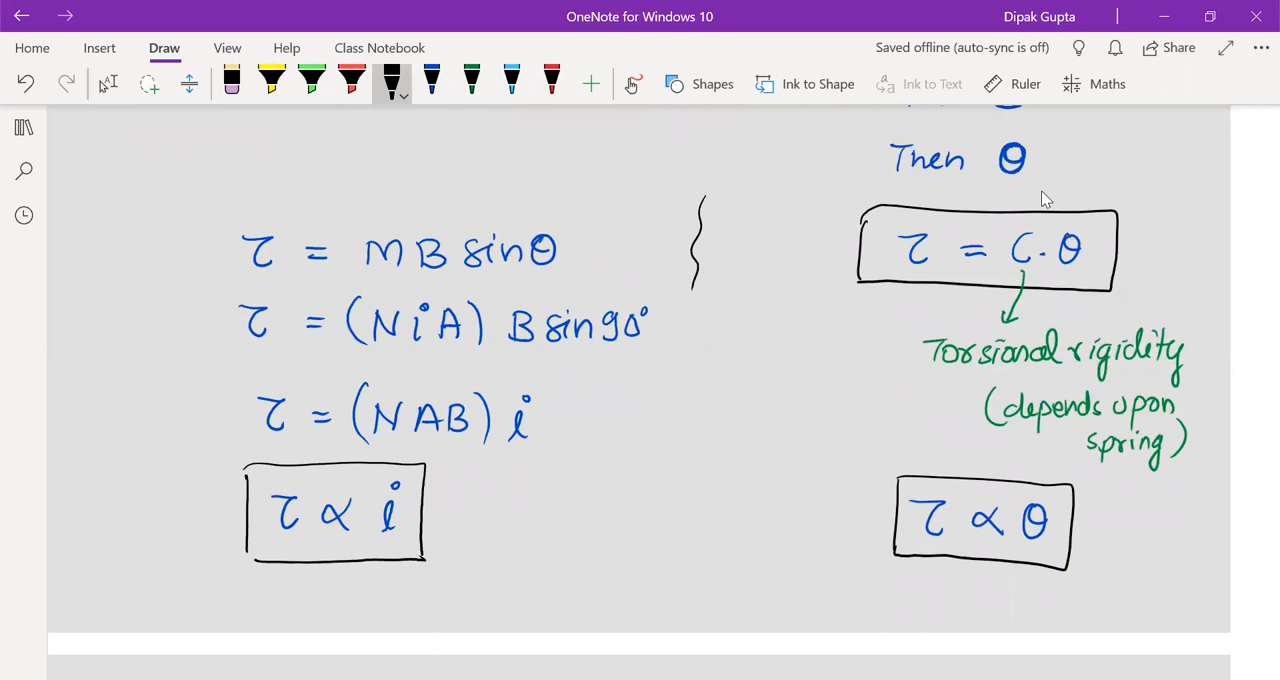 OneNote for Windows 10
Dipak Gupta
Home Insert Draw View Help Class Notebook
Saved offline (auto-sync is off) Share
Shapes Ink to Shape Ink to Text Ruler Maths
Then θ
τ = MB sinθ
τ = (NiA) B sin90°
τ = (NAB) i
τ ∝ i
τ = C·θ
Torsional rigidity
(depends upon
spring)
τ ∝ θ